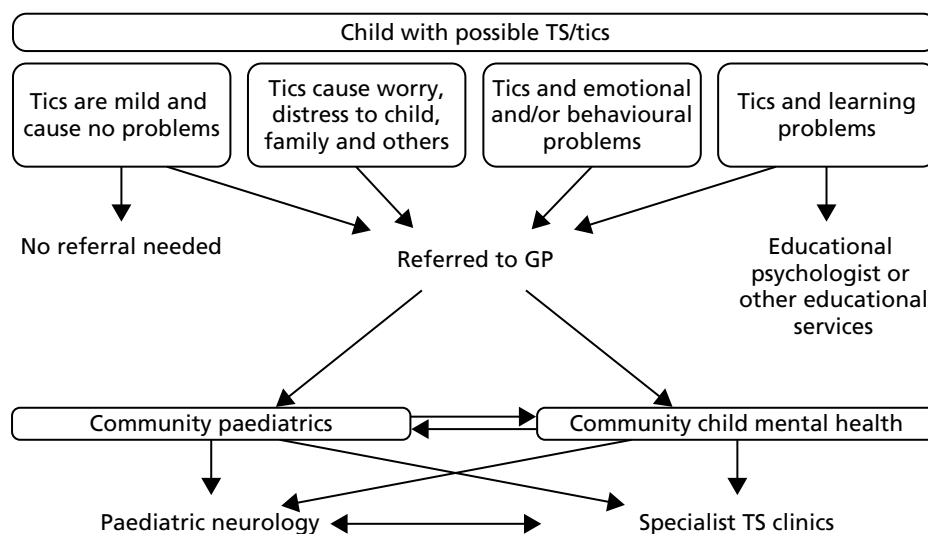 Child with possible TS/tics
Tics are mild and
cause no problems
Tics cause worry,
distress to child,
family and others
Tics and emotional
and/or behavioural
problems
Tics and learning
problems
No referral needed
Referred to GP
Educational
psychologist or
other educational
services
Community paediatrics
Community child mental health
Paediatric neurology
Specialist TS clinics